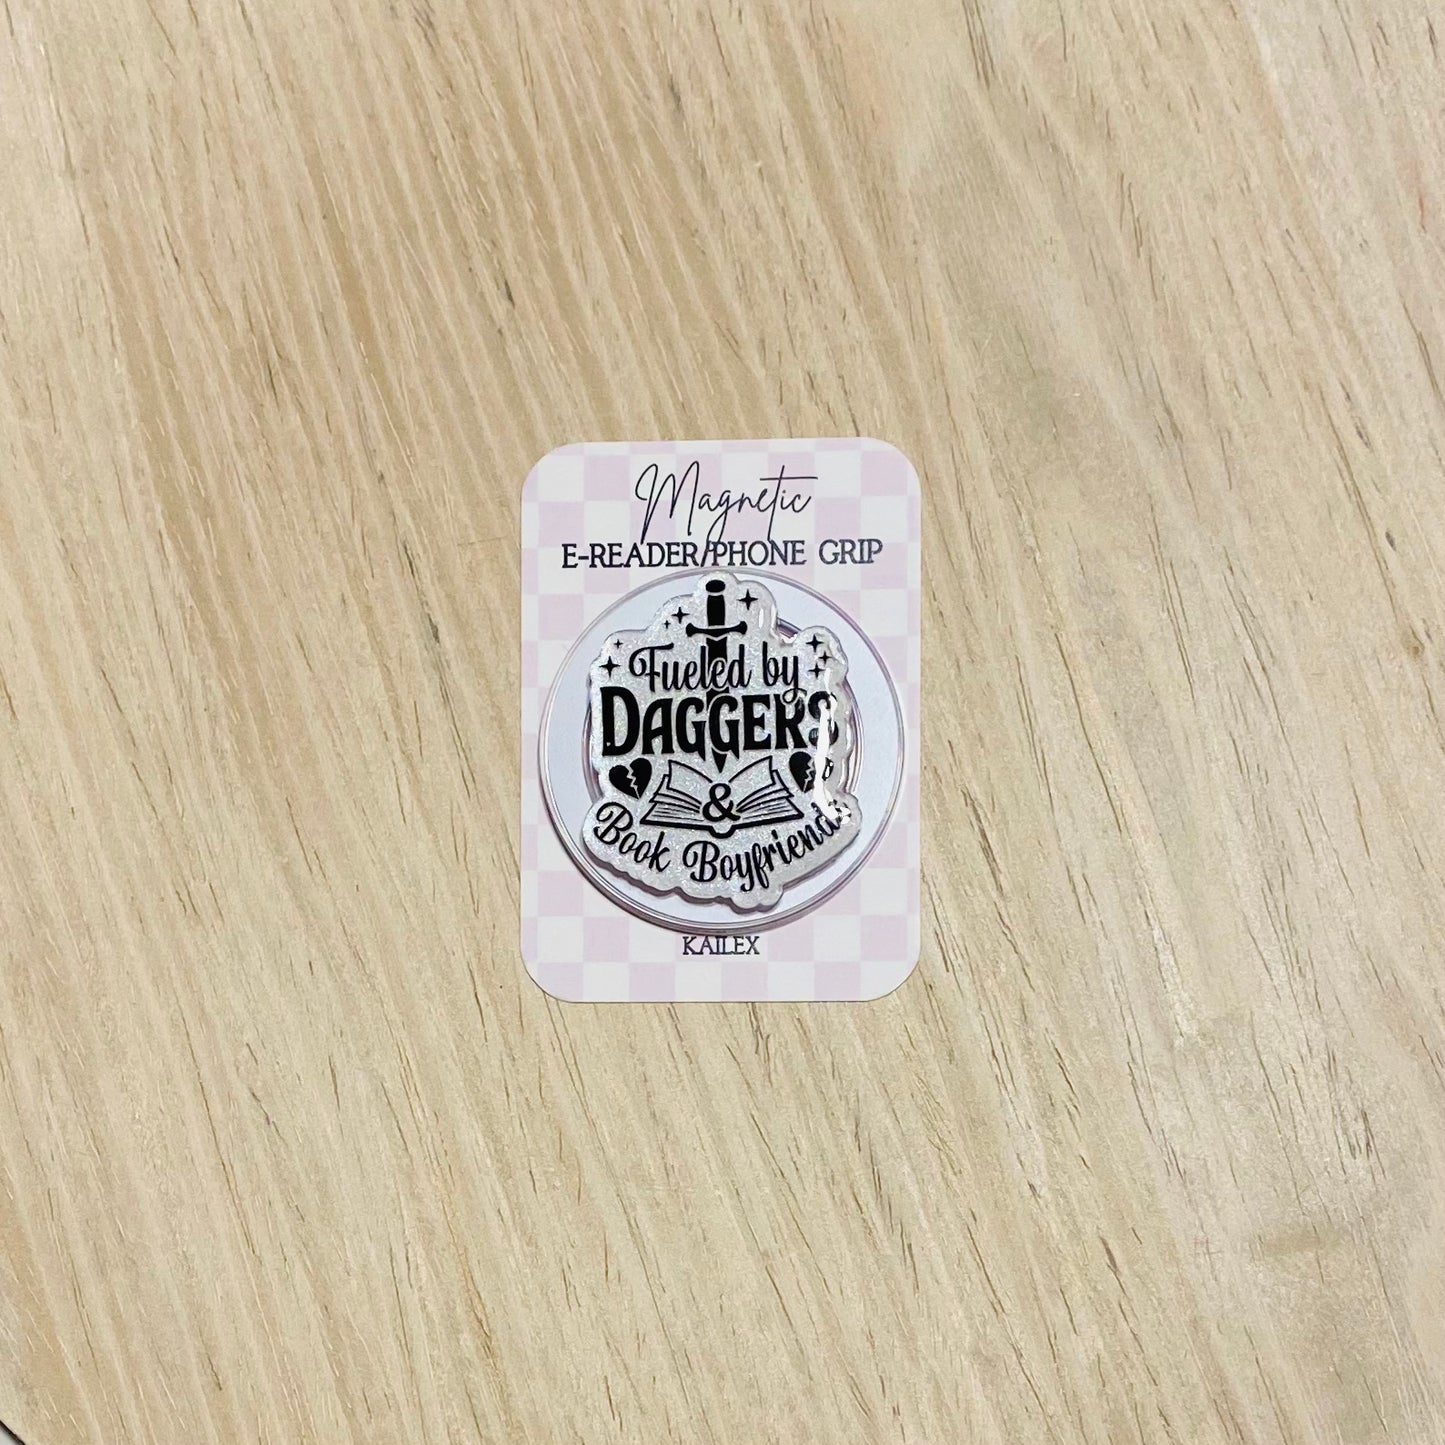 Magnetic
E-READER/PHONE GRIP
Fueled by
DAGGERS
&
Book Boyfriends
KAILEX